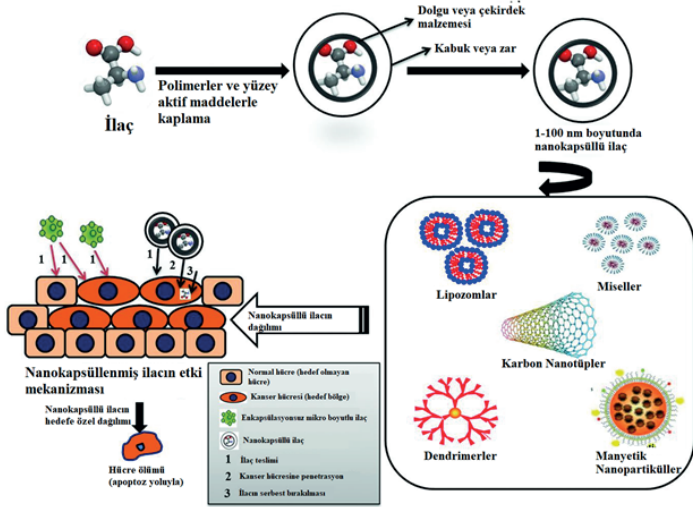 Dolgu veya çekirdek
malzemesi
Kabuk veya zar
İlaç
Polimerler ve yüzey
aktif maddelerle
kaplama
1-100 nm boyutunda
nanokapsüllü ilaç
1
1
1
1
2
3
Lipozomlar
Miseller
Karbon Nanotüpler
Dendrimerler
Manyetik
Nanopartiküller
Nanokapsüllü ilacın
dağılımı
Nanokapsüllenmiş ilacın etki
mekanizması
Nanokapsüllü ilacın
hedefe özel dağılımı
Hücre ölümü
(apoptoz yoluyla)
Normal hücre (hedef olmayan
hücre)
Kanser hücresi (hedef bölge)
Enkapsülasyonsuz mikro boyutlu ilaç
Nanokapsüllü ilaç
1 İlaç teslimi
2 Kanser hücresine penetrasyon
3 İlacın serbest bırakılması